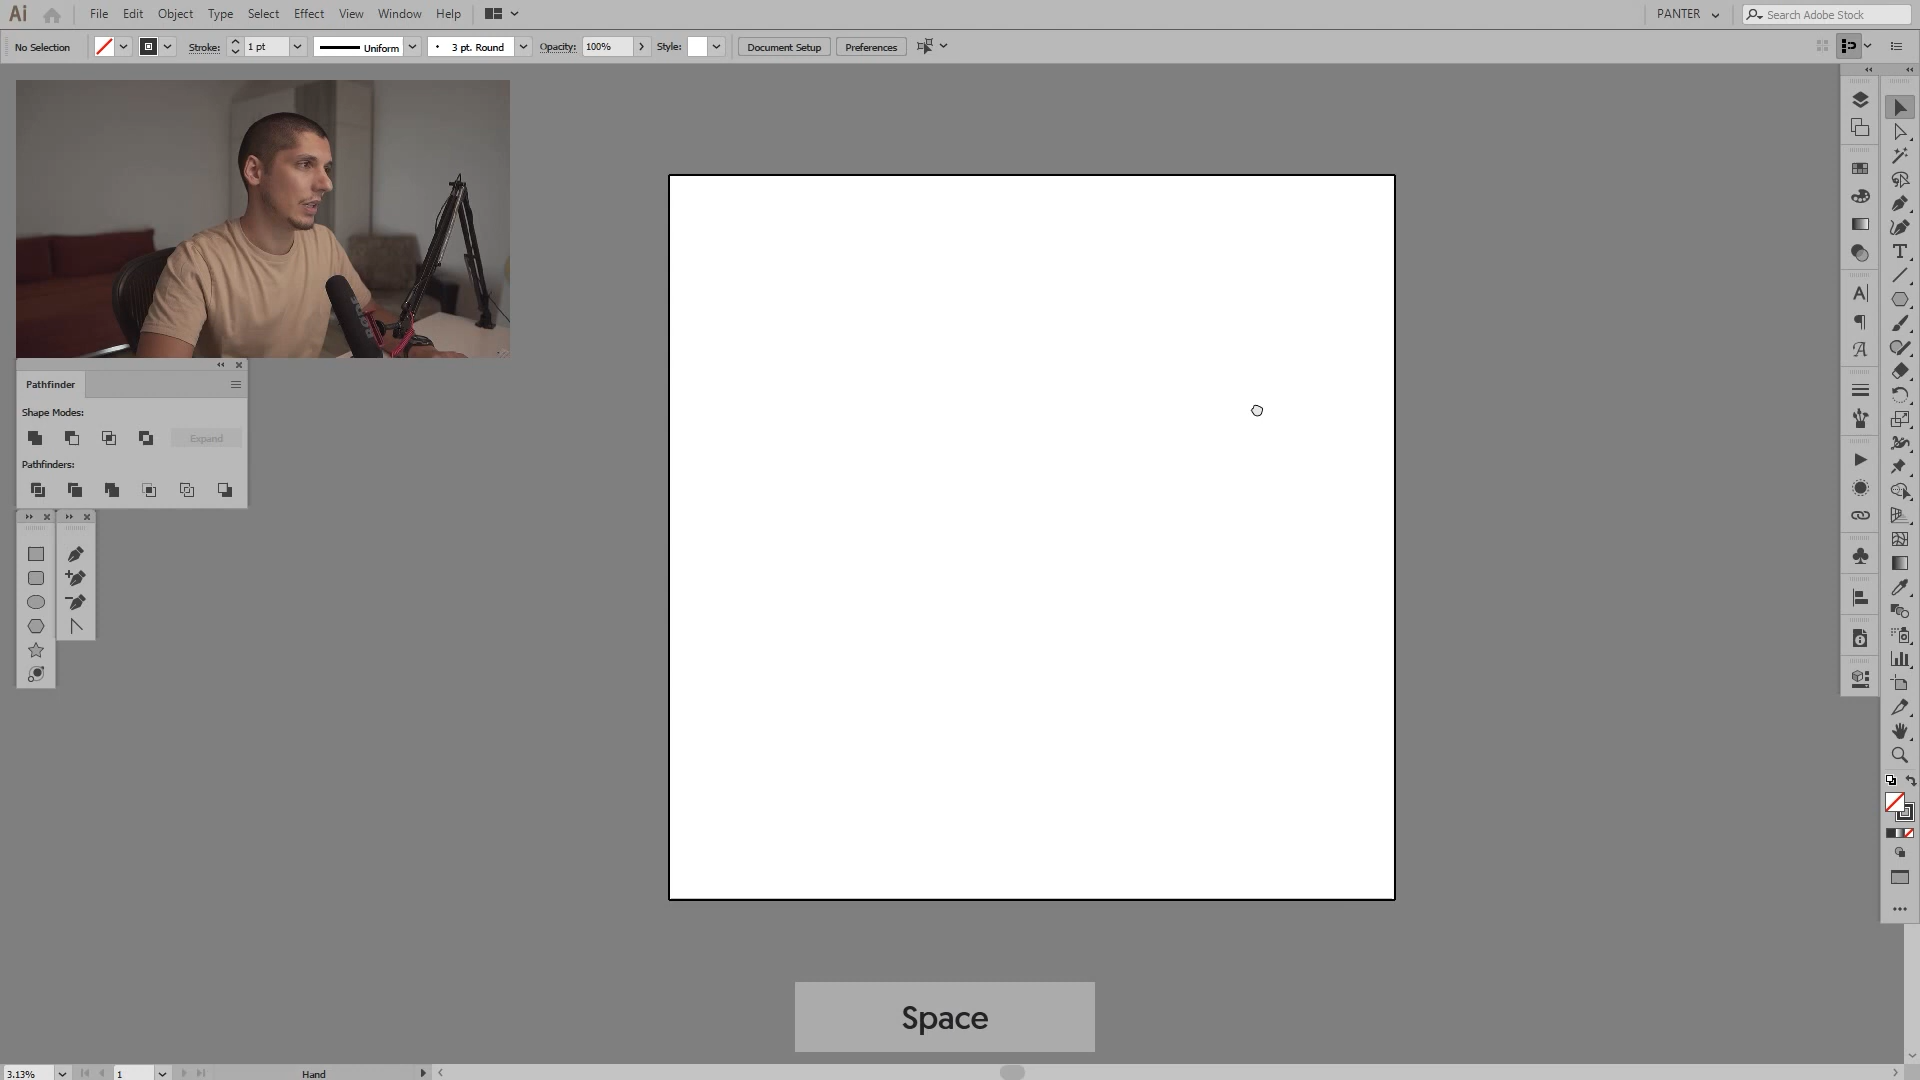 Ai
File Edit Object Type Select Effect View Window Help
PANTER
Search Adobe Stock
No Selection
Stroke:
1 pt
Uniform
3 pt. Round
Opacity:
100%
Style:
Document Setup
Preferences
RODE
Pathfinder
Shape Modes:
Expand
Pathfinders:
Space
3.13%
1
Hand